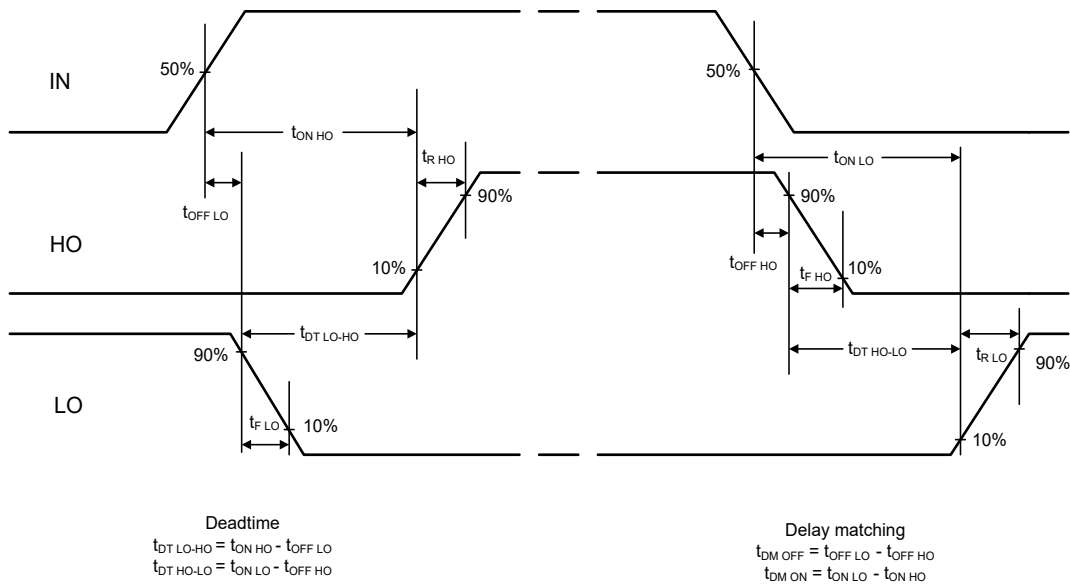 IN
50%
50%
tON HO
tON LO
tR HO
90%
90%
tOFF LO
HO
10%
tOFF HO
tF HO
10%
tDT LO-HO
tDT HO-LO
tR LO
90%
90%
LO
tF LO
10%
10%
Deadtime
tDT LO-HO = tON HO - tOFF LO
tDT HO-LO = tON LO - tOFF HO
Delay matching
tDM OFF = tOFF LO - tOFF HO
tDM ON = tON LO - tON HO